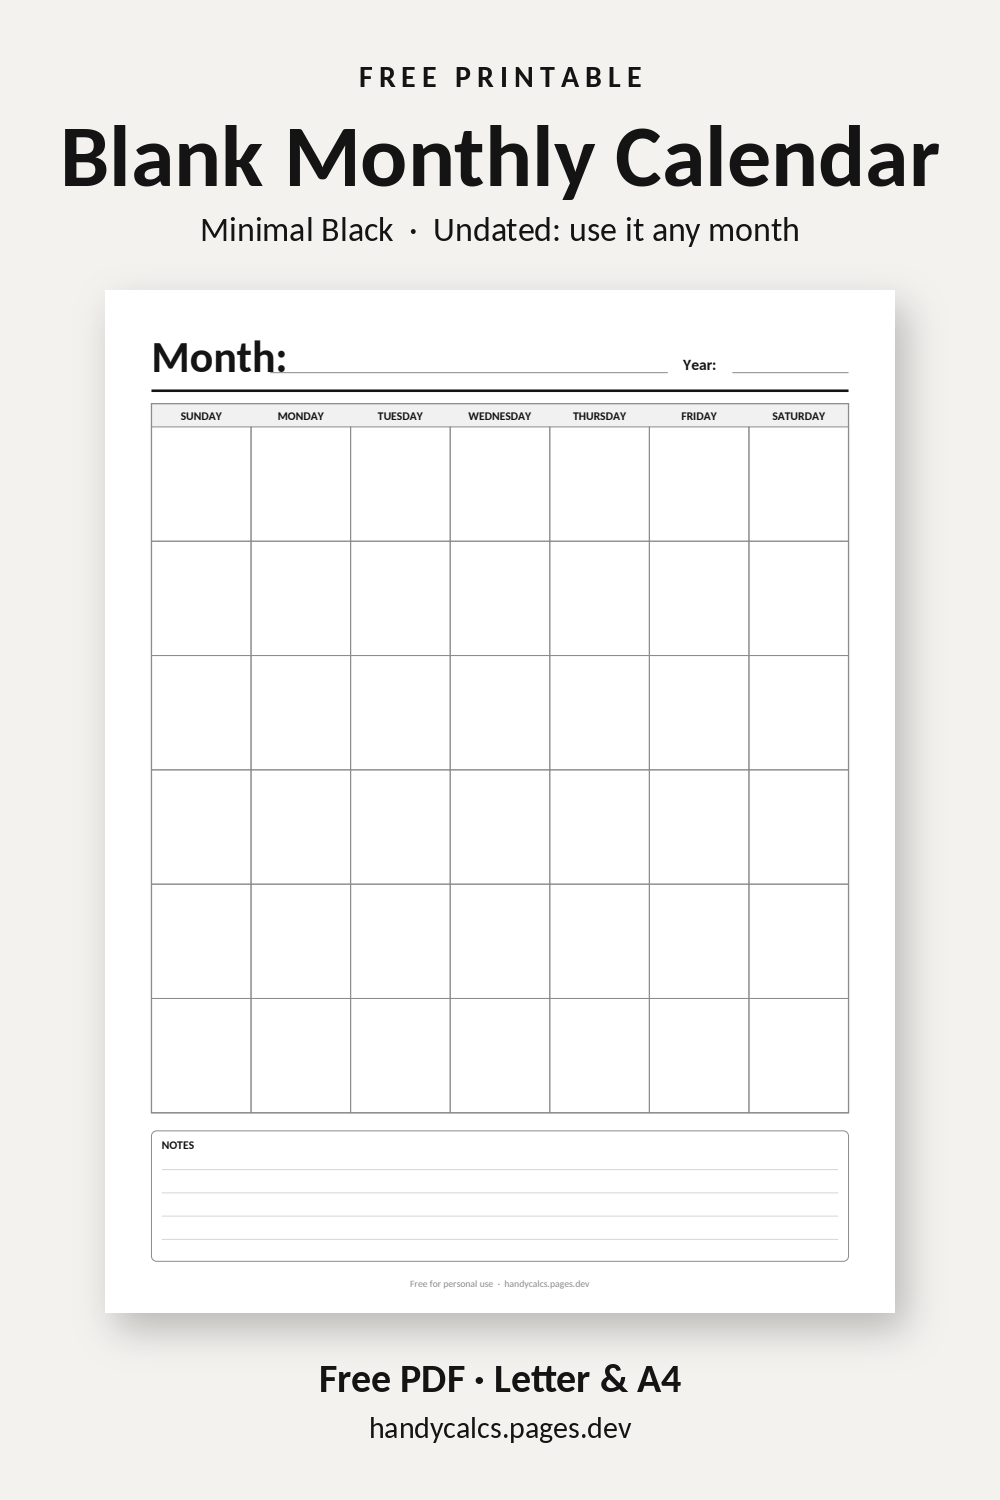 FREE PRINTABLE
Blank Monthly Calendar
Minimal Black · Undated: use it any month
Month: Year:
SUNDAY MONDAY TUESDAY WEDNESDAY THURSDAY FRIDAY SATURDAY
NOTES
Free for personal use · handycalcs.pages.dev
Free PDF · Letter & A4
handycalcs.pages.dev